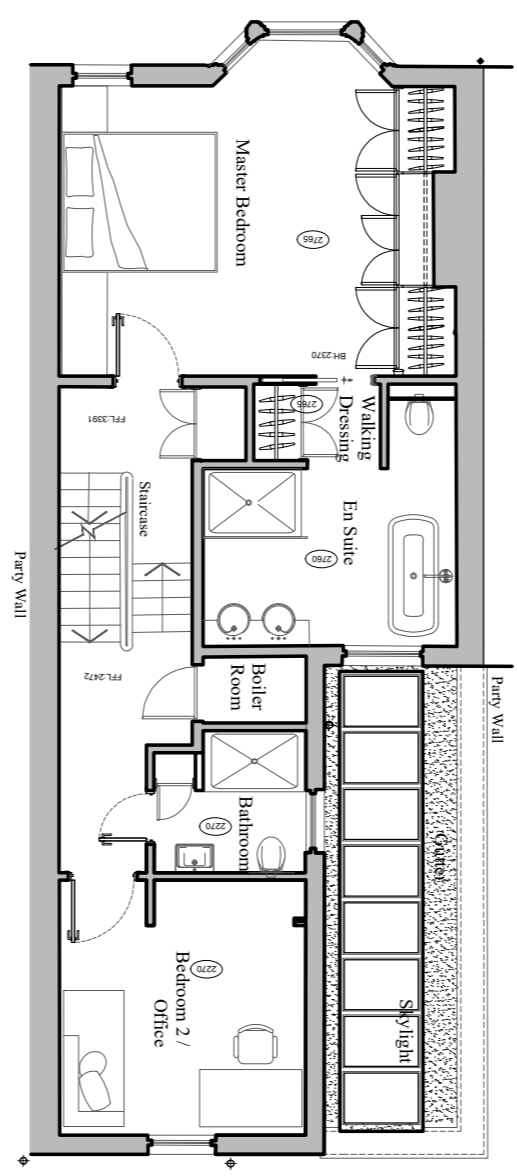 Master Bedroom
2765
BH:2370
Walking
Dressing
2765
FFL:3391
Staircase
En Suite
2760
Party Wall
FFL:2472
Boiler
Room
Party Wall
Bathroom
2270
Gutter
Bedroom 2 /
Office
2270
Skylight